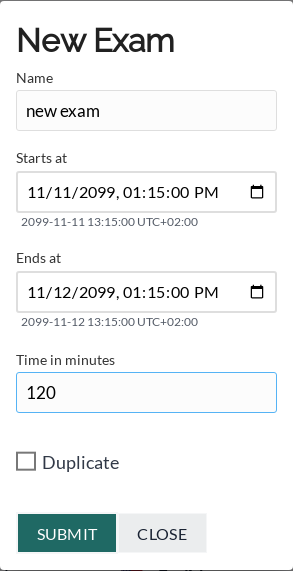 New Exam
Name
new exam
Starts at
11/11/2099, 01:15:00 PM
2099-11-11 13:15:00 UTC+02:00
Ends at
11/12/2099, 01:15:00 PM
2099-11-12 13:15:00 UTC+02:00
Time in minutes
120
Duplicate
SUBMIT CLOSE